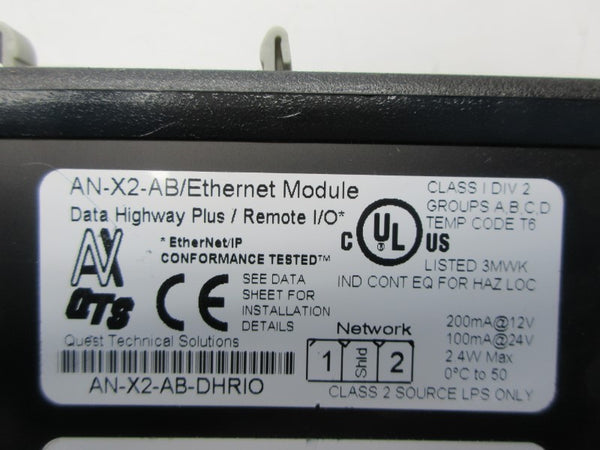 AN-X2-AB/Ethernet Module
Data Highway Plus / Remote I/O*
* EtherNet/IP
CONFORMANCE TESTED™
AX
QTS
Quest Technical Solutions
CE
SEE DATA
SHEET FOR
INSTALLATION
DETAILS
C UL US
CLASS I DIV 2
GROUPS A,B,C,D
TEMP CODE T6
LISTED 3MWK
IND CONT EQ FOR HAZ LOC
Network
1 Shld 2
200mA@12V
100mA@24V
2.4W Max
0°C to 50
AN-X2-AB-DHRIO
CLASS 2 SOURCE LPS ONLY